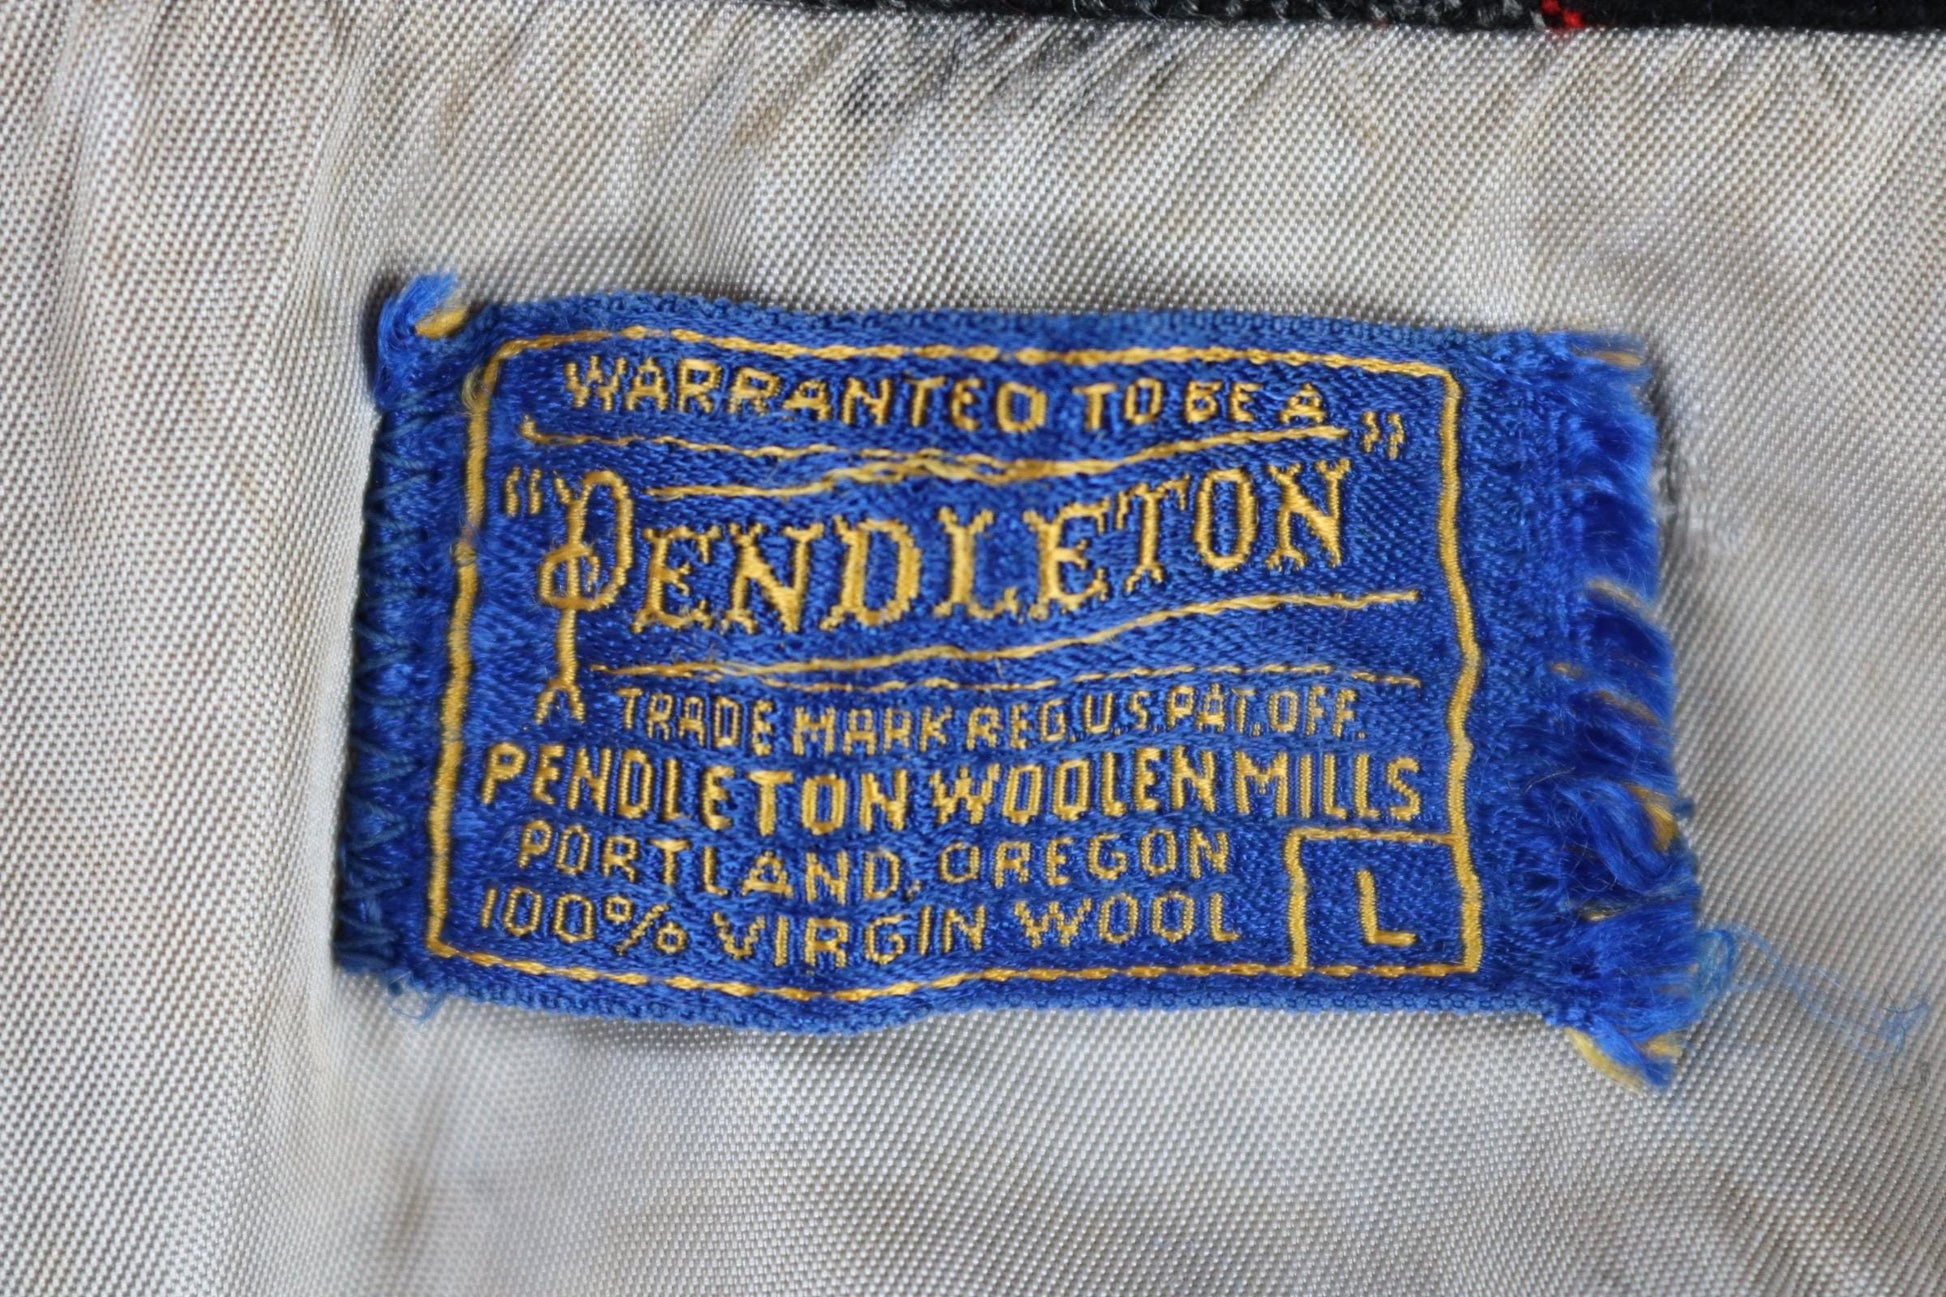 WARRANTED TO BE A
"PENDLETON"
TRADE MARK REG. U.S. PAT. OFF.
PENDLETON WOOLEN MILLS
PORTLAND, OREGON
100% VIRGIN WOOL
L